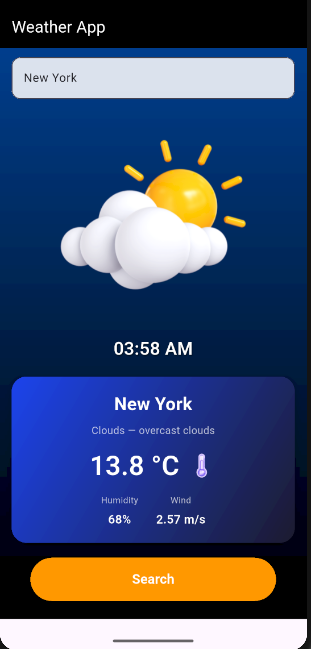 Weather App
New York
03:58 AM
New York
Clouds — overcast clouds
13.8 °C
Humidity Wind
68% 2.57 m/s
Search